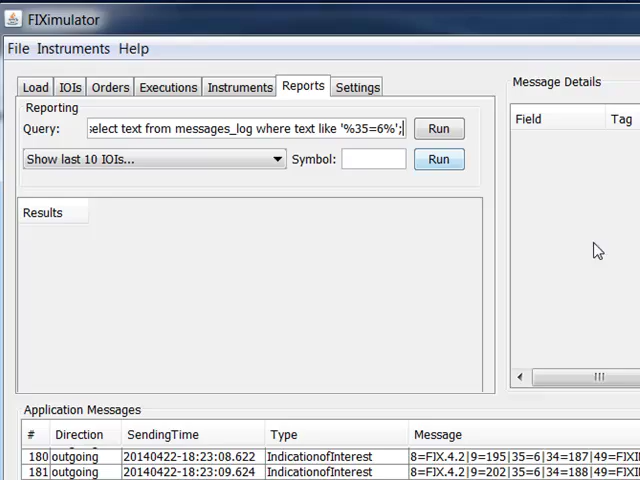 FIXimulator
File Instruments Help
Load IOIs Orders Executions Instruments Reports Settings
Reporting
Query: select text from messages_log where text like '%35=6%'; Run
Show last 10 IOIs... Symbol: Run
Results
Message Details
Field Tag
Application Messages
# Direction SendingTime Type Message
180 outgoing 20140422-18:23:08.622 IndicationofInterest 8=FIX.4.2|9=195|35=6|34=187|49=FIXI
181 outgoing 20140422-18:23:09.624 IndicationofInterest 8=FIX.4.2|9=202|35=6|34=188|49=FIXI